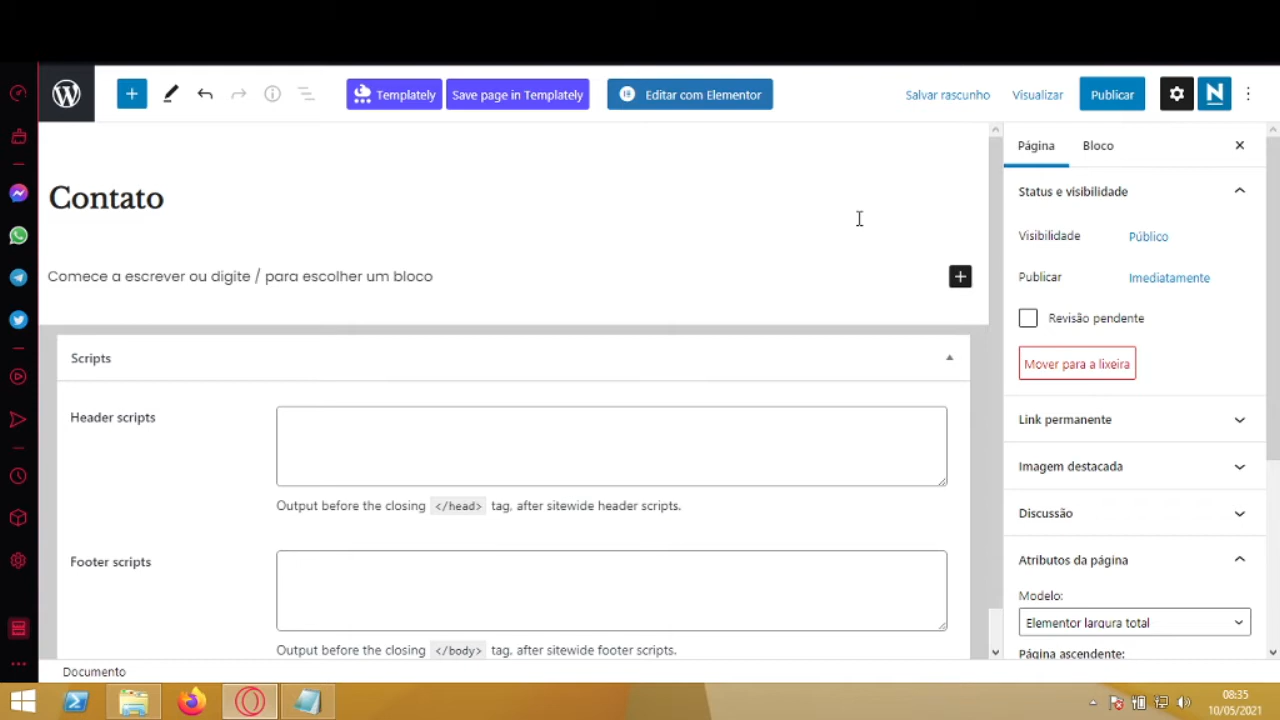 Templately
Save page in Templately
Editar com Elementor
Salvar rascunho
Visualizar
Publicar
Página
Bloco
Contato
Status e visibilidade
Visibilidade
Público
Comece a escrever ou digite / para escolher um bloco
Publicar
Imediatamente
Revisão pendente
Scripts
Mover para a lixeira
Header scripts
Link permanente
Imagem destacada
Output before the closing </head> tag, after sitewide header scripts.
Discussão
Footer scripts
Atributos da página
Modelo:
Elementor largura total
Output before the closing </body> tag, after sitewide footer scripts.
Página ascendente:
Documento
08:35
10/05/2021